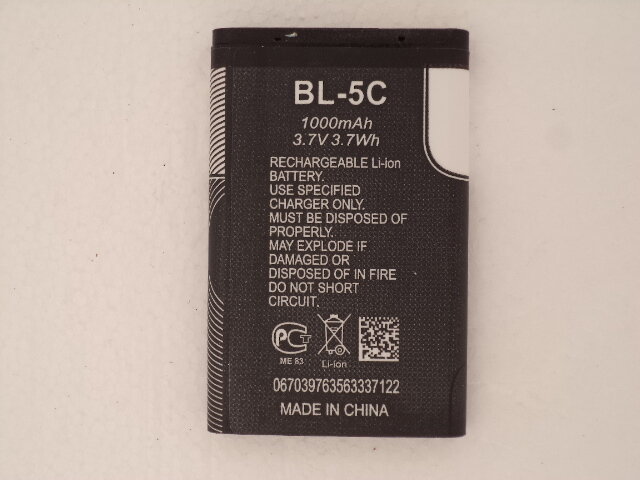 BL-5C
1000mAh
3.7V 3.7Wh
RECHARGEABLE Li-ion
BATTERY.
USE SPECIFIED
CHARGER ONLY.
MUST BE DISPOSED OF
PROPERLY.
MAY EXPLODE IF
DAMAGED OR
DISPOSED OF IN FIRE
DO NOT SHORT
CIRCUIT.
ME 83
Li-ion
0670397635633​37122
MADE IN CHINA